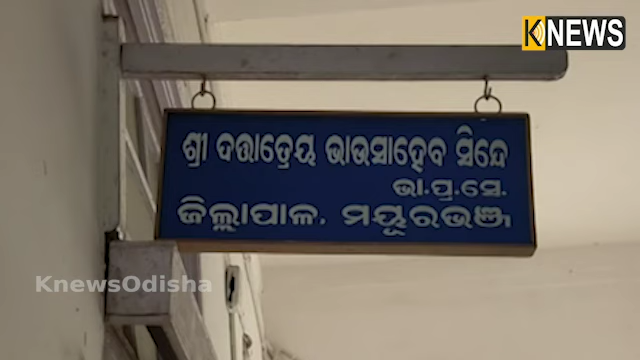 KNEWS
ଶ୍ରୀ ଦତ୍ତାତ୍ରେୟ ଭାଉସାହେବ ସିନ୍ଦେ
ଭା.ପ୍ର.ସେ.
ଜିଲ୍ଲାପାଳ, ମୟୂରଭଞ୍ଜ
KnewsOdisha